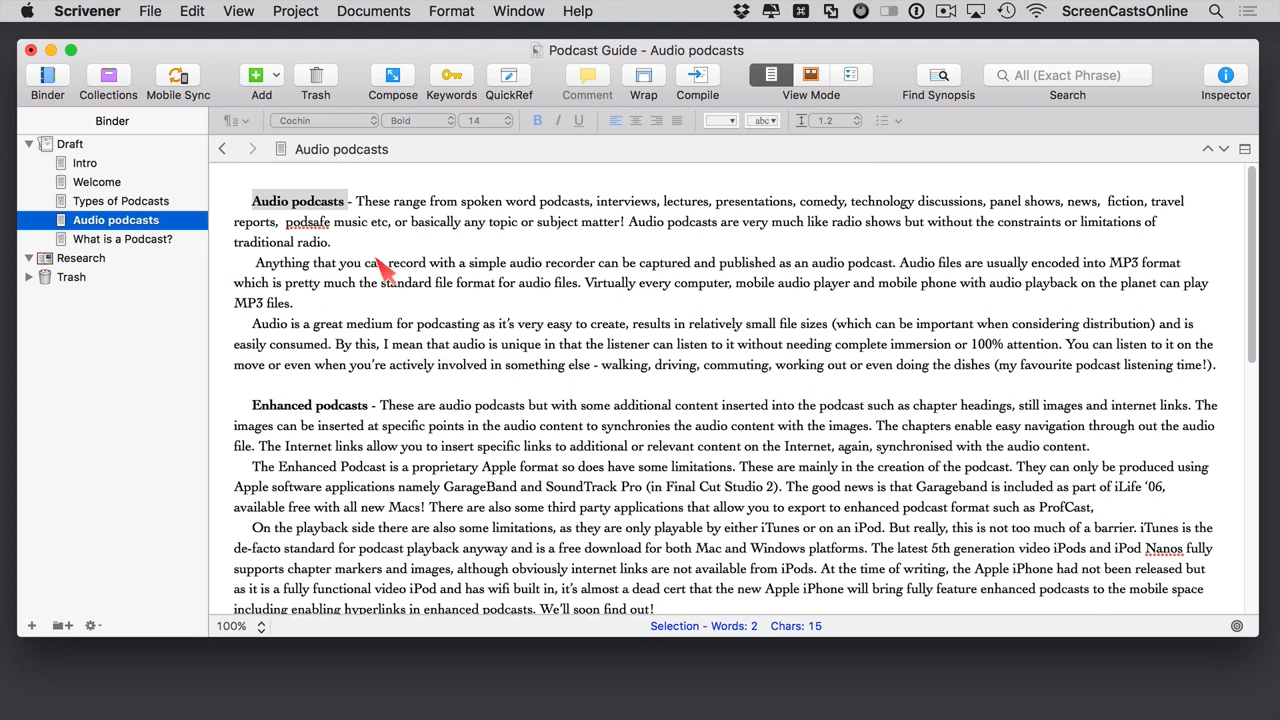 Scrivener File Edit View Project Documents Format Window Help ScreenCastsOnline
Podcast Guide - Audio podcasts
Binder Collections Mobile Sync Add Trash Compose Keywords QuickRef Comment Wrap Compile View Mode Find Synopsis All (Exact Phrase) Search Inspector
Cochin Bold 14 B I U abc 1.2
Binder
Draft
Intro
Welcome
Types of Podcasts
Audio podcasts
What is a Podcast?
Research
Trash
Audio podcasts
Audio podcasts - These range from spoken word podcasts, interviews, lectures, presentations, comedy, technology discussions, panel shows, news, fiction, travel
reports, podsafe music etc, or basically any topic or subject matter! Audio podcasts are very much like radio shows but without the constraints or limitations of
traditional radio.
Anything that you can record with a simple audio recorder can be captured and published as an audio podcast. Audio files are usually encoded into MP3 format
which is pretty much the standard file format for audio files. Virtually every computer, mobile audio player and mobile phone with audio playback on the planet can play
MP3 files.
Audio is a great medium for podcasting as it's very easy to create, results in relatively small file sizes (which can be important when considering distribution) and is
easily consumed. By this, I mean that audio is unique in that the listener can listen to it without needing complete immersion or 100% attention. You can listen to it on the
move or even when you're actively involved in something else - walking, driving, commuting, working out or even doing the dishes (my favourite podcast listening time!).
Enhanced podcasts - These are audio podcasts but with some additional content inserted into the podcast such as chapter headings, still images and internet links. The
images can be inserted at specific points in the audio content to synchronies the audio content with the images. The chapters enable easy navigation through out the audio
file. The Internet links allow you to insert specific links to additional or relevant content on the Internet, again, synchronised with the audio content.
The Enhanced Podcast is a proprietary Apple format so does have some limitations. These are mainly in the creation of the podcast. They can only be produced using
Apple software applications namely GarageBand and SoundTrack Pro (in Final Cut Studio 2). The good news is that Garageband is included as part of iLife '06,
available free with all new Macs! There are also some third party applications that allow you to export to enhanced podcast format such as ProfCast,
On the playback side there are also some limitations, as they are only playable by either iTunes or on an iPod. But really, this is not too much of a barrier. iTunes is the
de-facto standard for podcast playback anyway and is a free download for both Mac and Windows platforms. The latest 5th generation video iPods and iPod Nanos fully
supports chapter markers and images, although obviously internet links are not available from iPods. At the time of writing, the Apple iPhone had not been released but
as it is a fully functional video iPod and has wifi built in, it's almost a dead cert that the new Apple iPhone will bring fully feature enhanced podcasts to the mobile space
including enabling hyperlinks in enhanced podcasts. We'll soon find out!
100% Selection - Words: 2 Chars: 15